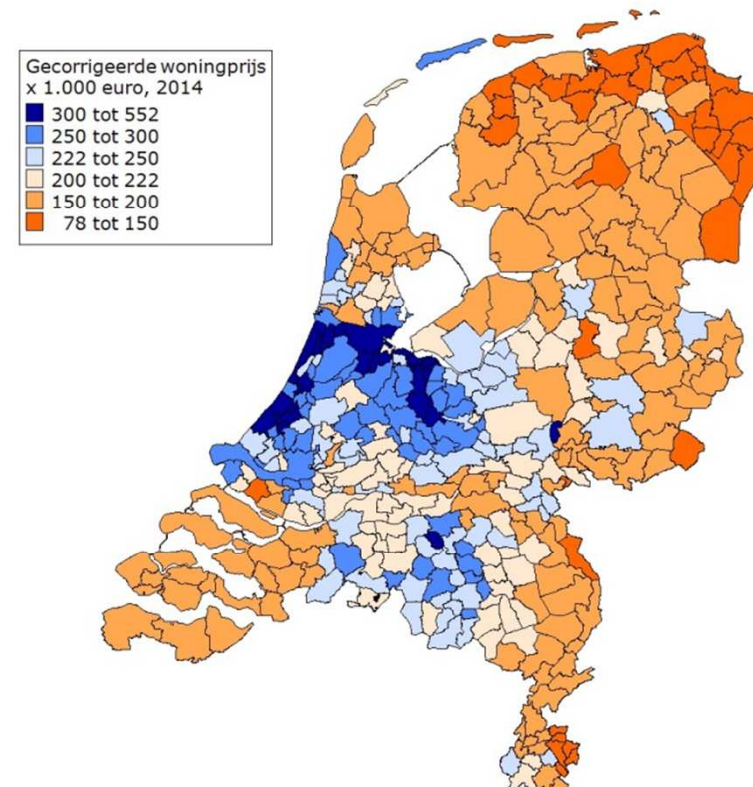 Gecorrigeerde woningprijs
x 1.000 euro, 2014
300 tot 552
250 tot 300
222 tot 250
200 tot 222
150 tot 200
78 tot 150